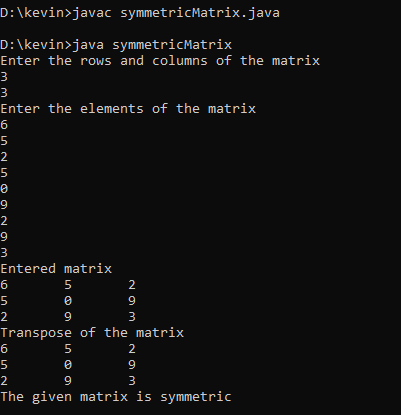 D:\kevin>javac symmetricMatrix.java
D:\kevin>java symmetricMatrix
Enter the rows and columns of the matrix
3
3
Enter the elements of the matrix
6
5
2
5
0
9
2
9
3
Entered matrix
6 5 2
5 0 9
2 9 3
Transpose of the matrix
6 5 2
5 0 9
2 9 3
The given matrix is symmetric